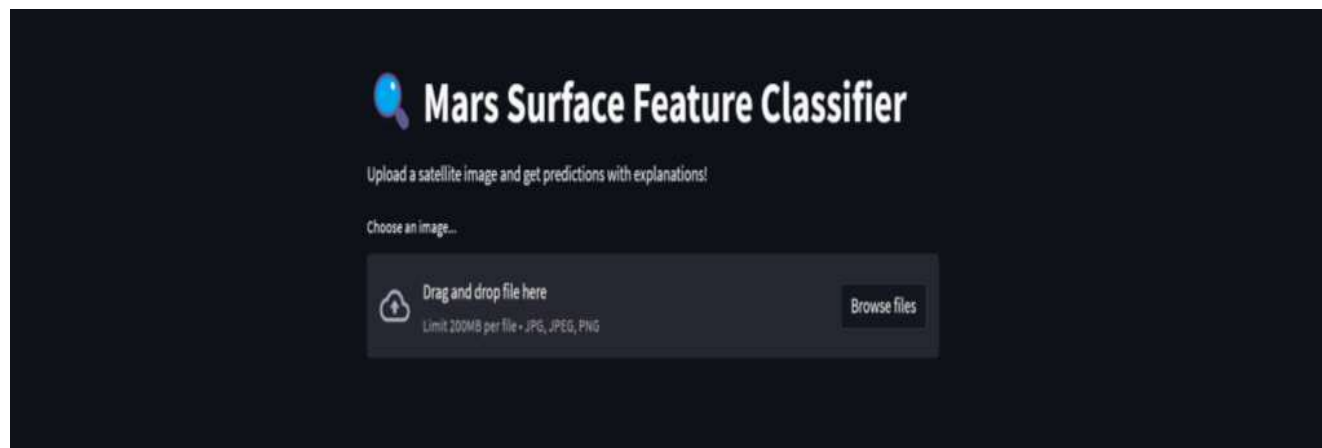 Mars Surface Feature Classifier
Upload a satellite image and get predictions with explanations!
Choose an image...
Drag and drop file here
Limit 200MB per file • JPG, JPEG, PNG
Browse files